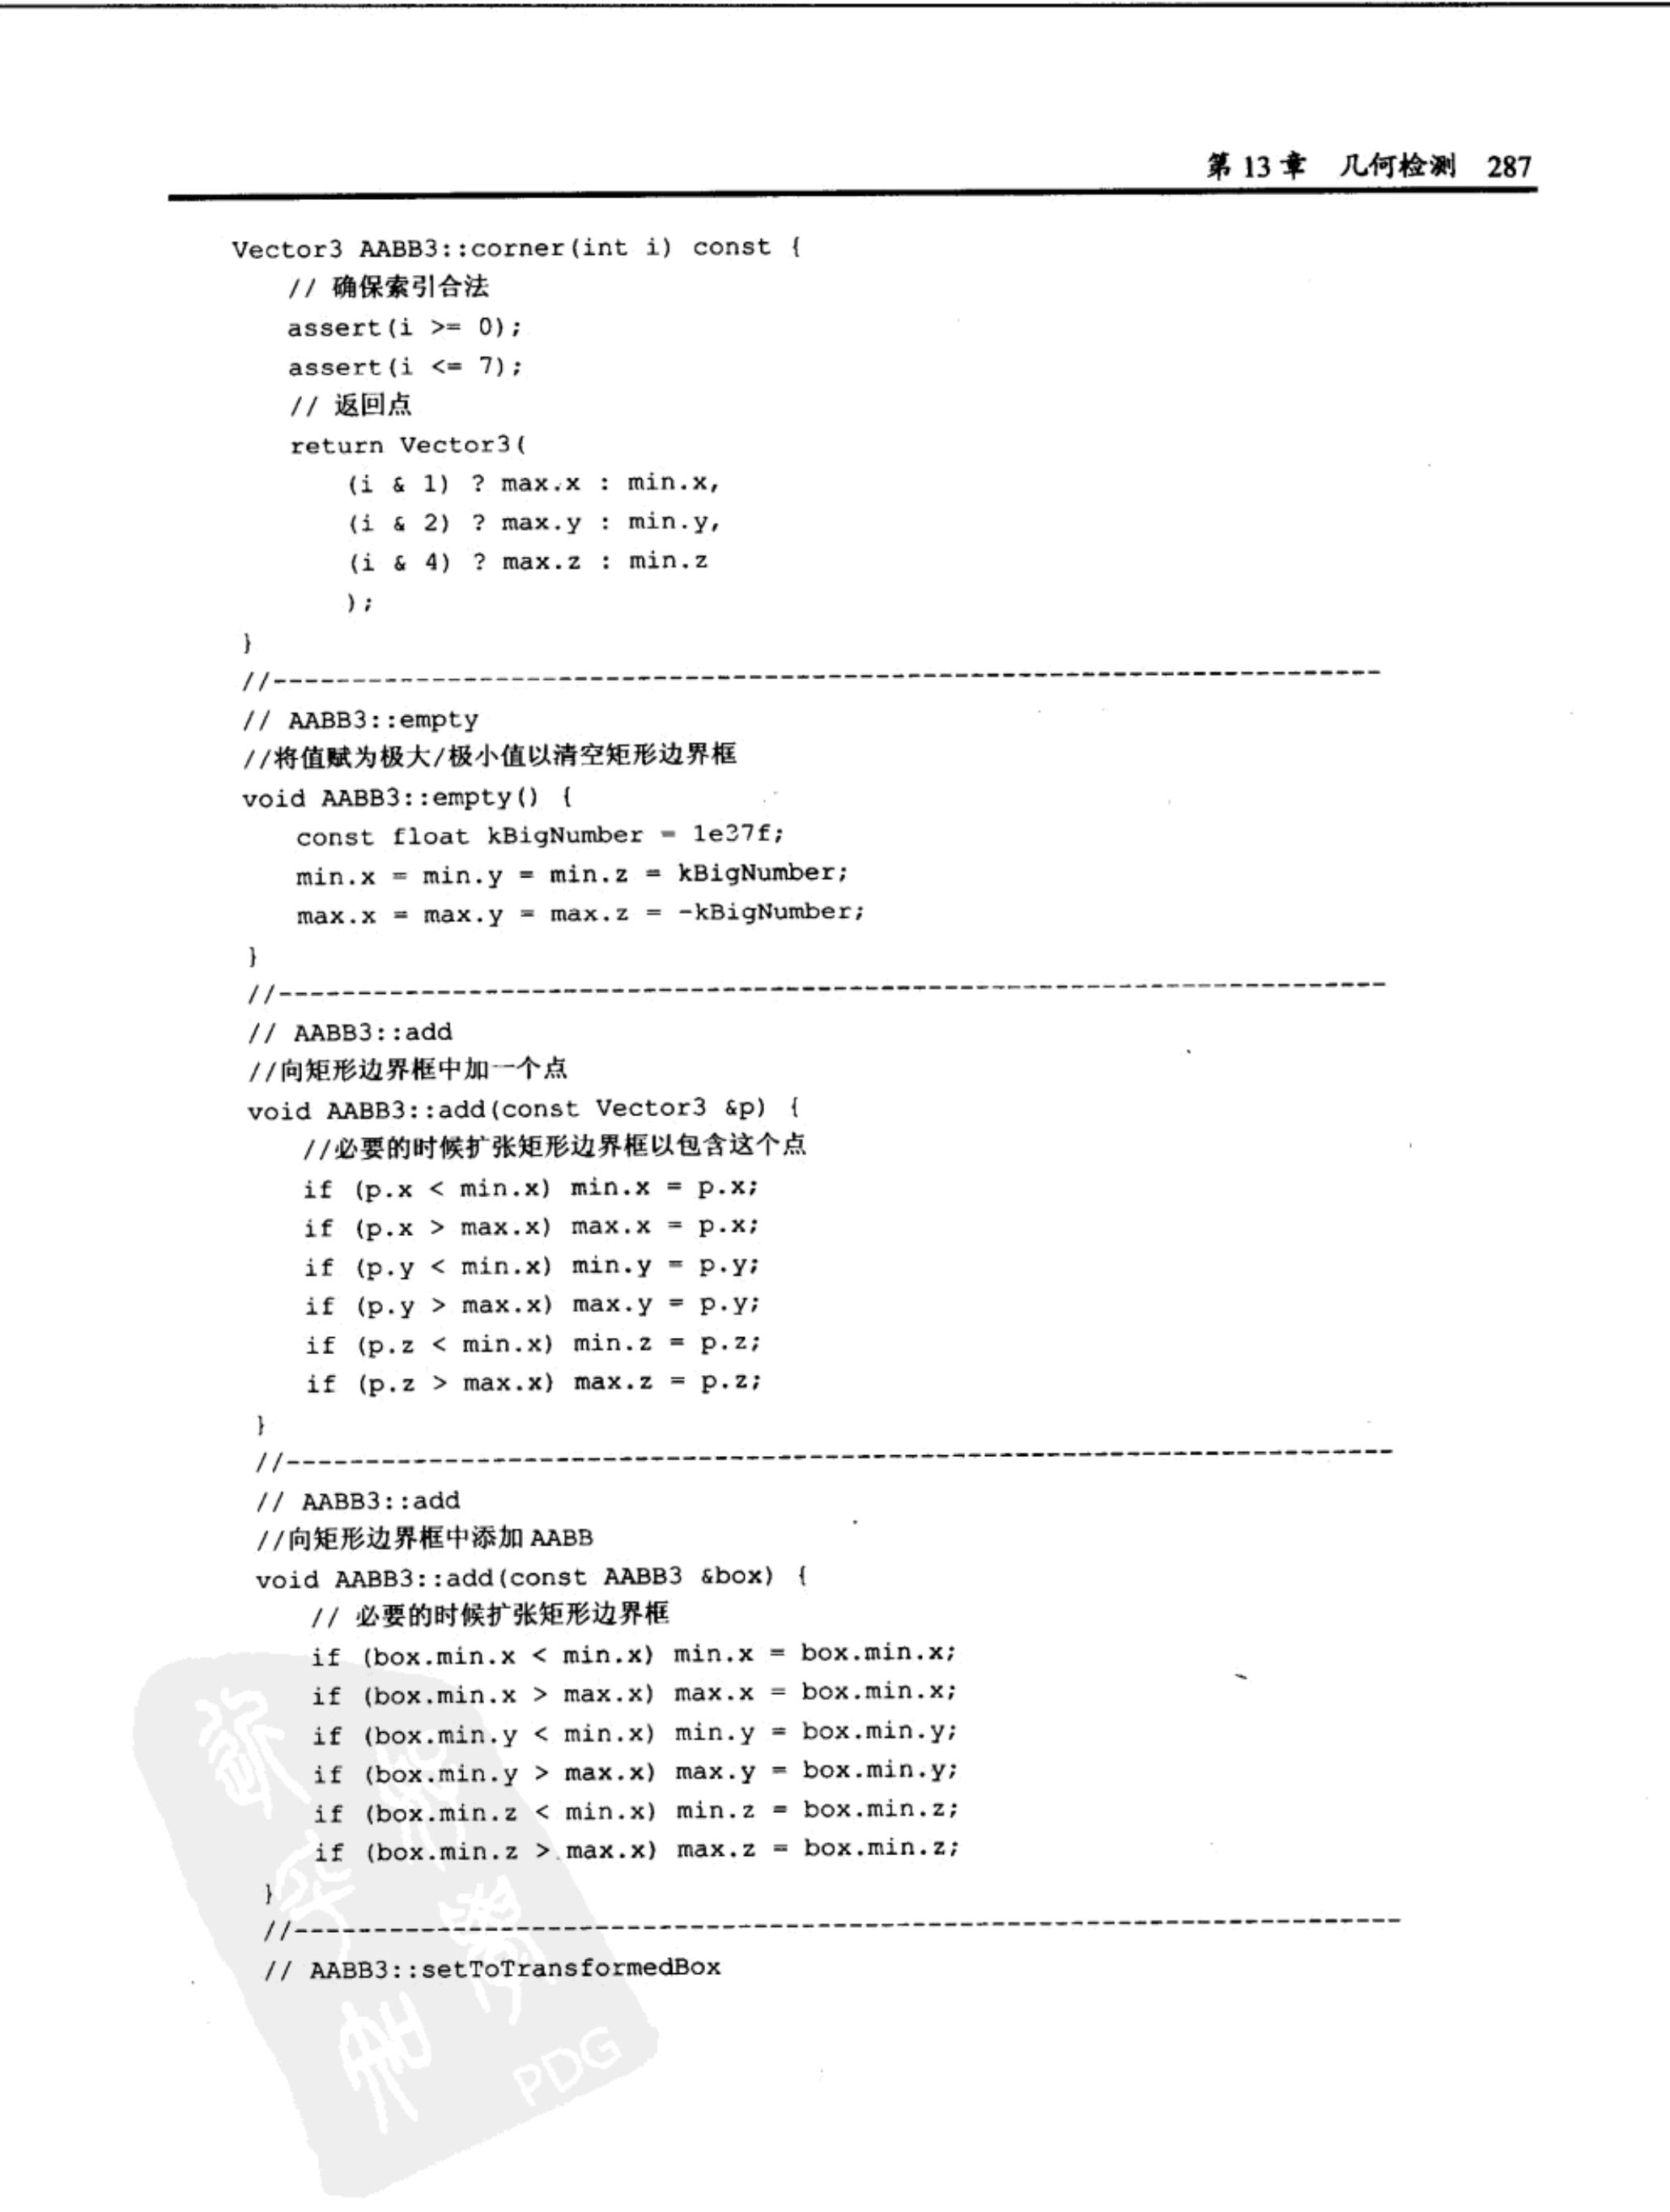 第 13 章 几何检测 287
Vector3 AABB3::corner(int i) const {
// 确保索引合法
assert(i >= 0);
assert(i <= 7);
// 返回点
return Vector3(
(i & 1) ? max.x : min.x,
(i & 2) ? max.y : min.y,
(i & 4) ? max.z : min.z
);
}
//----------------------------------------------------------------------
// AABB3::empty
//将值赋为极大/极小值以清空矩形边界框
void AABB3::empty() {
const float kBigNumber = 1e37f;
min.x = min.y = min.z = kBigNumber;
max.x = max.y = max.z = -kBigNumber;
}
//----------------------------------------------------------------------
// AABB3::add
//向矩形边界框中加一个点
void AABB3::add(const Vector3 &p) {
//必要的时候扩张矩形边界框以包含这个点
if (p.x < min.x) min.x = p.x;
if (p.x > max.x) max.x = p.x;
if (p.y < min.x) min.y = p.y;
if (p.y > max.x) max.y = p.y;
if (p.z < min.x) min.z = p.z;
if (p.z > max.x) max.z = p.z;
}
//----------------------------------------------------------------------
// AABB3::add
//向矩形边界框中添加 AABB
void AABB3::add(const AABB3 &box) {
// 必要的时候扩张矩形边界框
if (box.min.x < min.x) min.x = box.min.x;
if (box.min.x > max.x) max.x = box.min.x;
if (box.min.y < min.x) min.y = box.min.y;
if (box.min.y > max.x) max.y = box.min.y;
if (box.min.z < min.x) min.z = box.min.z;
if (box.min.z > max.x) max.z = box.min.z;
}
//----------------------------------------------------------------------
// AABB3::setToTransformedBox
PDG